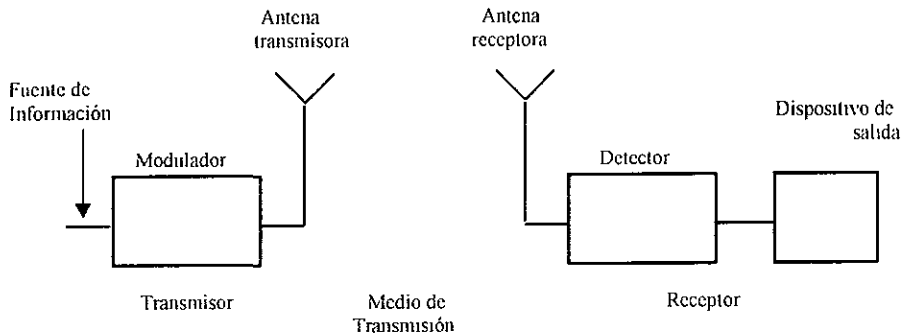 Antena
transmisora
Antena
receptora
Fuente de
Información
Dispositivo de
salida
Modulador
Detector
Transmisor
Medio de
Transmisión
Receptor